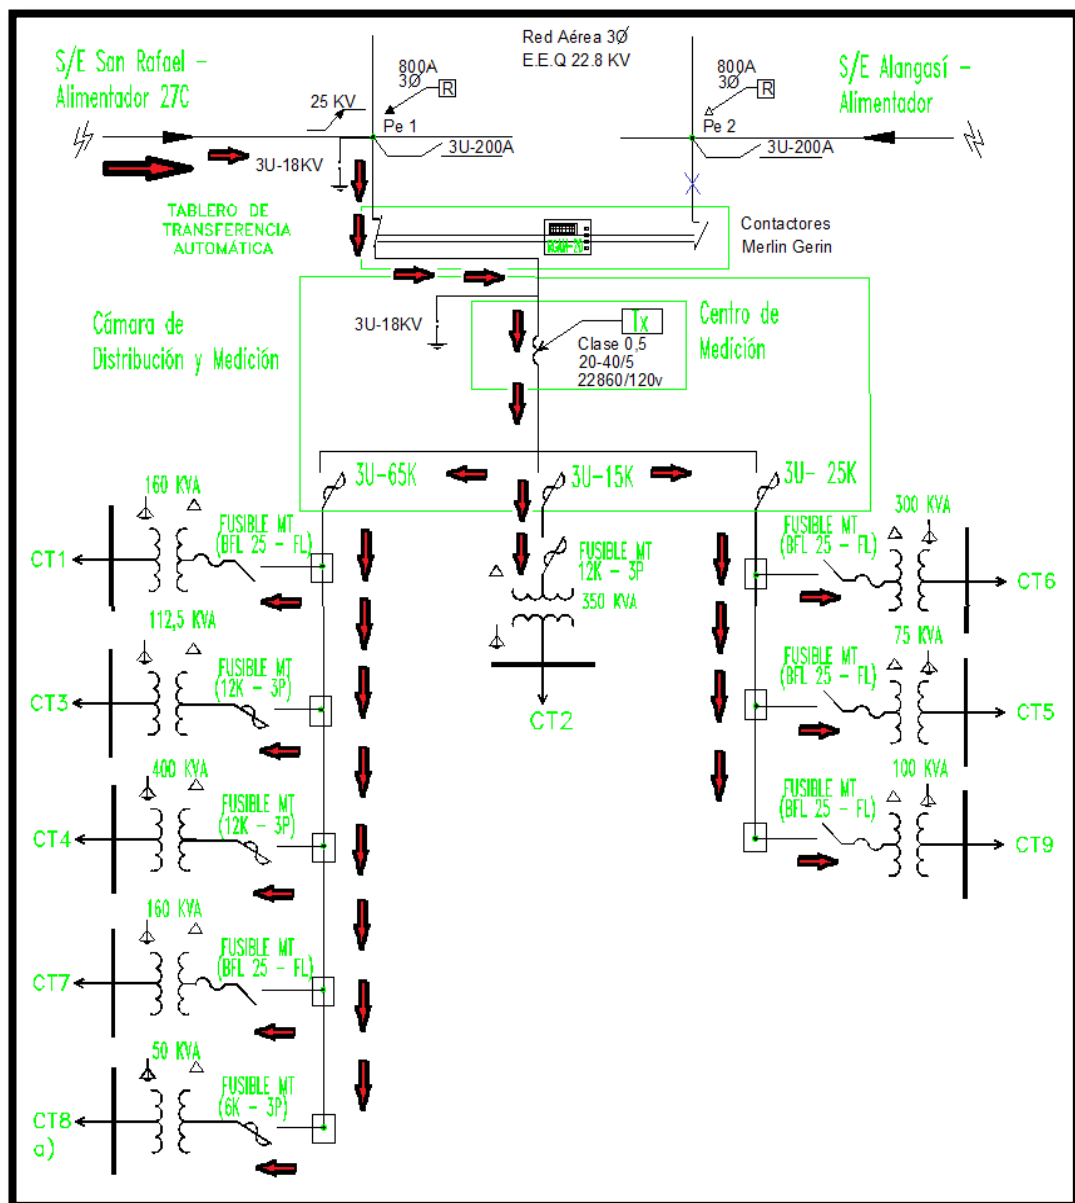 Red Aérea 3Ø
E.E.Q 22.8 KV
S/E San Rafael -
Alimentador 27C
800A
3Ø
R
25 KV
Pe 1
3U-200A
3U-18KV
800A
3Ø
R
Pe 2
3U-200A
S/E Alangasí -
Alimentador
TABLERO DE
TRANSFERENCIA
AUTOMÁTICA
Contactores
Merlin Gerin
Cámara de
Distribución y Medición
3U-18KV
Tx
Clase 0,5
20-40/5
22860/120v
Centro de
Medición
3U-65K
3U-15K
3U- 25K
160 KVA
FUSIBLE MT
(BFL 25 - FL)
CT1
112,5 KVA
FUSIBLE MT
(12K - 3P)
CT3
400 KVA
FUSIBLE MT
(12K - 3P)
CT4
160 KVA
FUSIBLE MT
(BFL 25 - FL)
CT7
50 KVA
FUSIBLE MT
(6K - 3P)
CT8
a)
FUSIBLE MT
12K - 3P
350 KVA
CT2
300 KVA
FUSIBLE MT
(BFL 25 - FL)
CT6
75 KVA
FUSIBLE MT
(BFL 25 - FL)
CT5
100 KVA
FUSIBLE MT
(BFL 25 - FL)
CT9